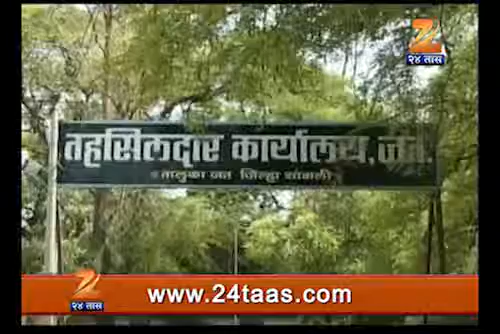 २४ तास
तहसिलदार कार्यालय, जत.
तालुका जत जिल्हा सांगली
२४ तास
www.24taas.com